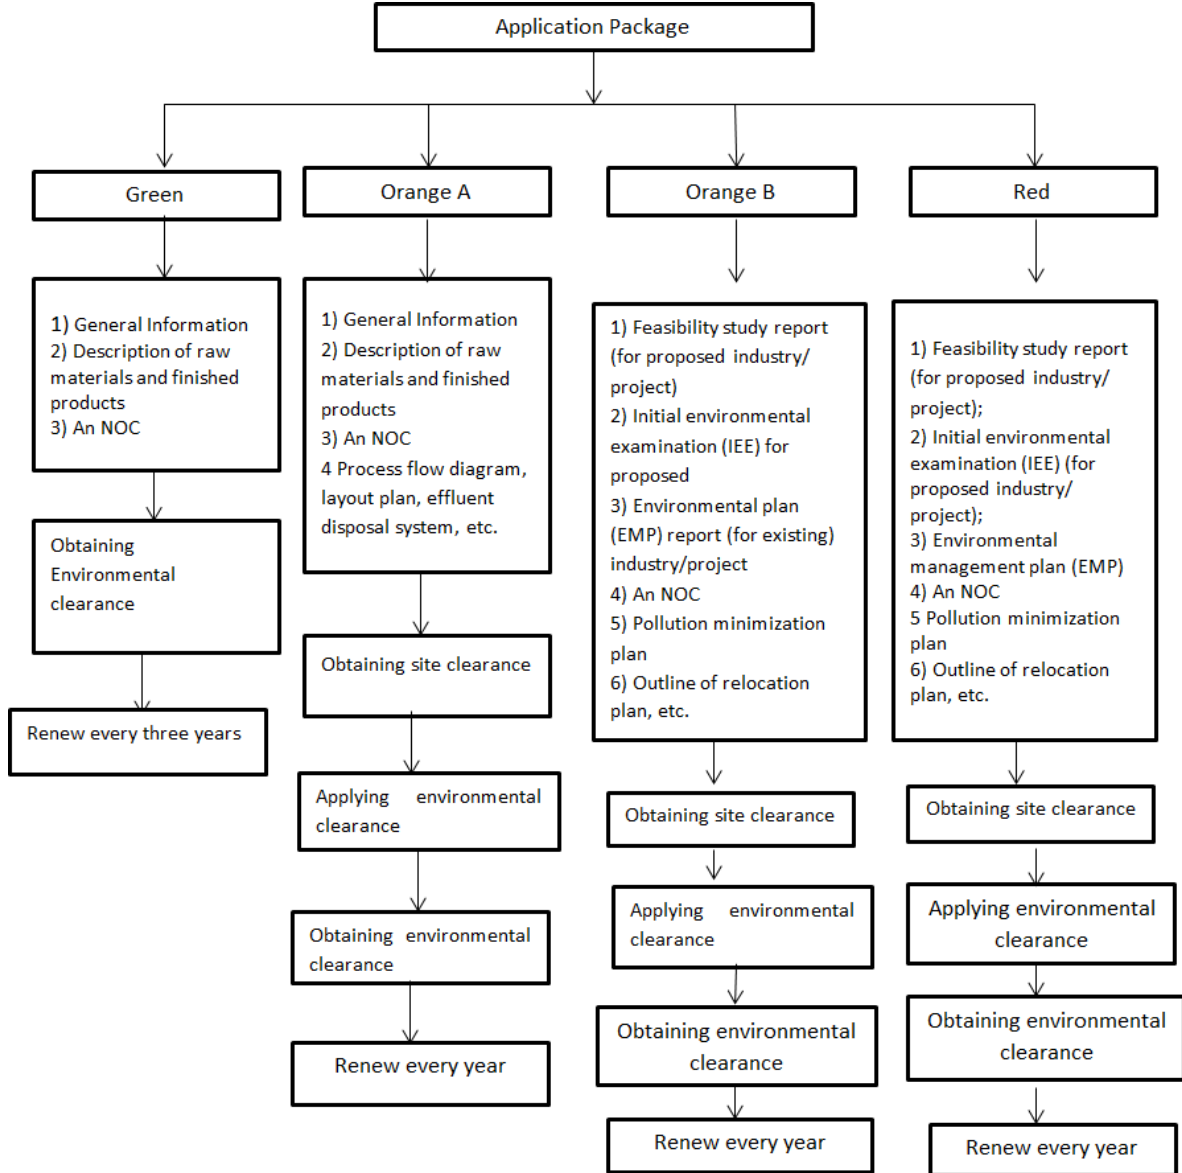 Application Package
Green
Orange A
Orange B
Red
1) General Information
2) Description of raw
materials and finished
products
3) An NOC
1) General Information
2) Description of raw
materials and finished
products
3) An NOC
4 Process flow diagram,
layout plan, effluent
disposal system, etc.
1) Feasibility study report
(for proposed industry/
project)
2) Initial environmental
examination (IEE) for
proposed
3) Environmental plan
(EMP) report (for existing)
industry/project
4) An NOC
5) Pollution minimization
plan
6) Outline of relocation
plan, etc.
1) Feasibility study report
(for proposed industry/
project);
2) Initial environmental
examination (IEE) (for
proposed industry/
project);
3) Environmental
management plan (EMP)
4) An NOC
5 Pollution minimization
plan
6) Outline of relocation
plan, etc.
Obtaining
Environmental
clearance
Obtaining site clearance
Renew every three years
Applying environmental
clearance
Obtaining site clearance
Obtaining site clearance
Obtaining environmental
clearance
Applying environmental
clearance
Applying environmental
clearance
Renew every year
Obtaining environmental
clearance
Obtaining environmental
clearance
Renew every year
Renew every year